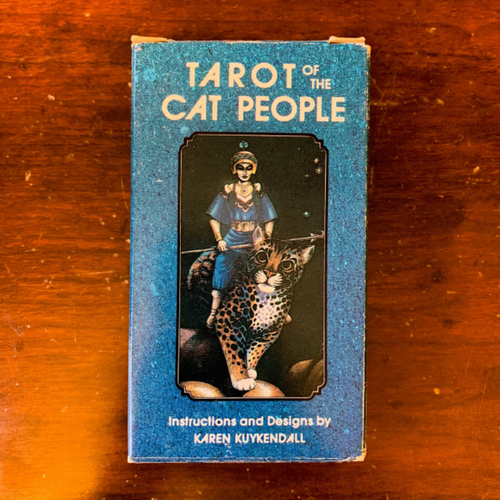 TAROT OF THE
CAT PEOPLE
Instructions and Designs by
KAREN KUYKENDALL